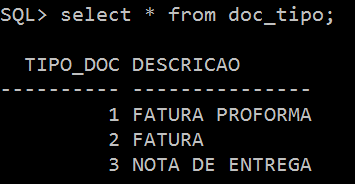 SQL> select * from doc_tipo;
TIPO_DOC DESCRICAO
---------- ---------------
1 FATURA PROFORMA
2 FATURA
3 NOTA DE ENTREGA